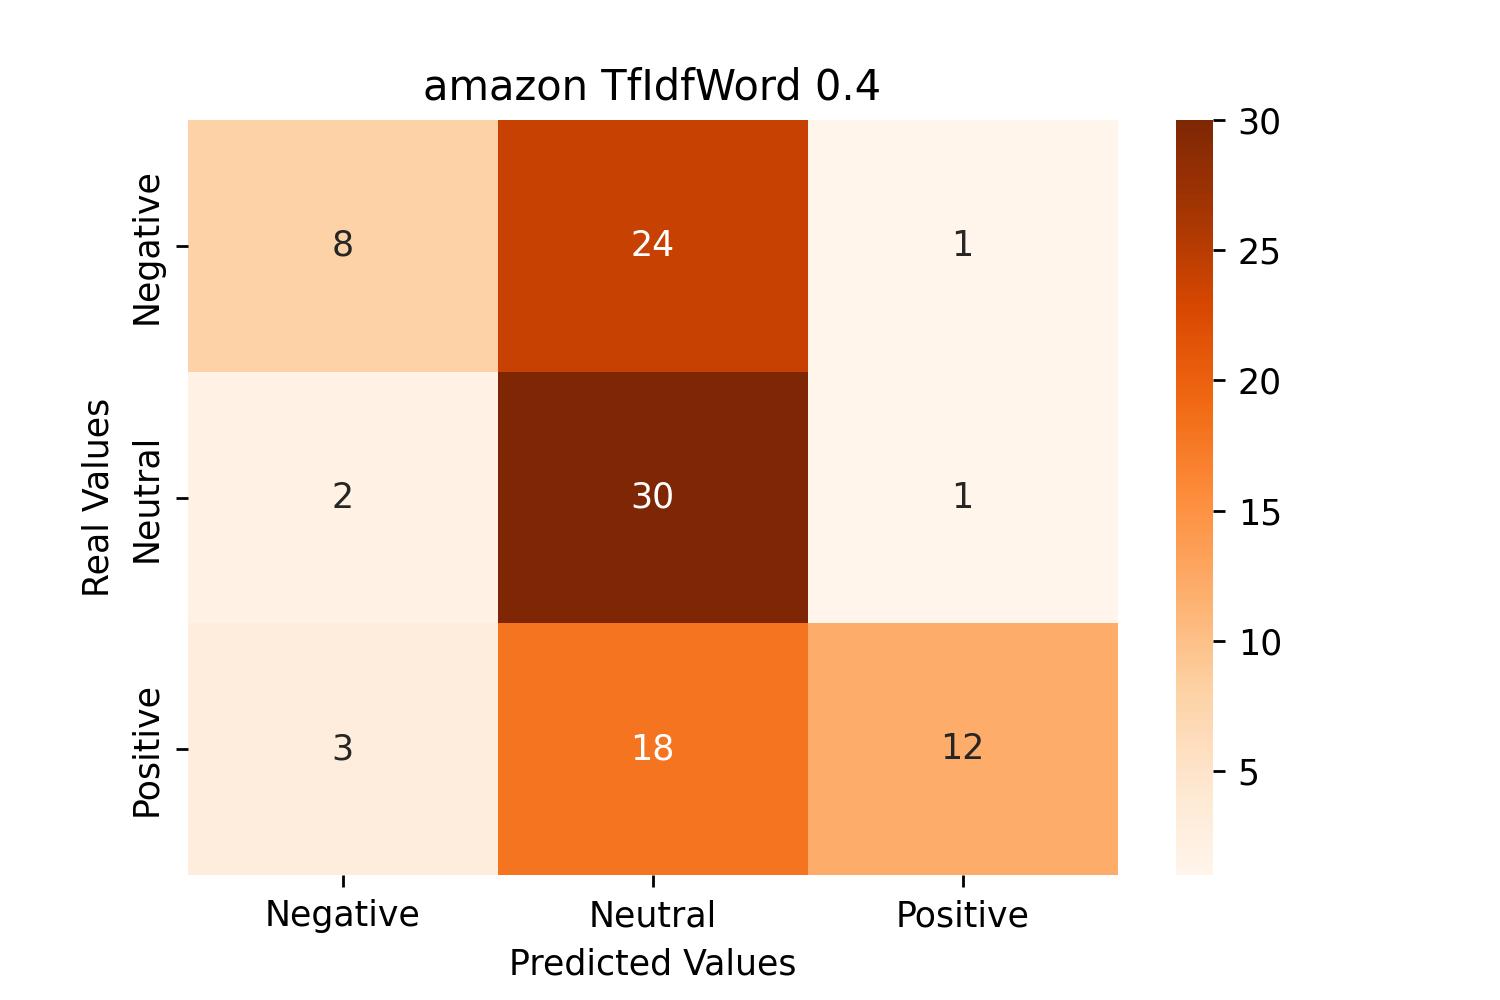 amazon TfIdfWord 0.4
Real Values
Negative
Neutral
Positive
8 24 1
2 30 1
3 18 12
Negative Neutral Positive
Predicted Values
30
25
20
15
10
5